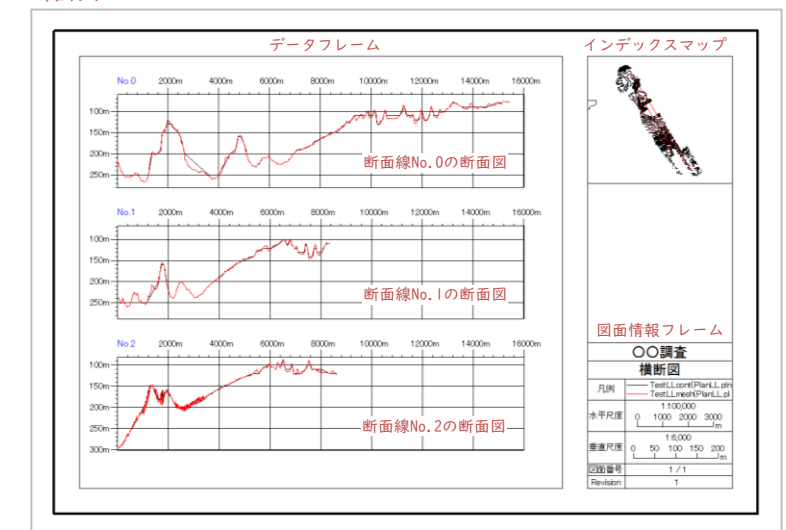 データフレーム
インデックスマップ
No.0 2000m 4000m 6000m 8000m 10000m 12000m 14000m 16000m
100m
150m
200m
250m
断面線No.0の断面図
No.1 2000m 4000m 6000m 8000m 10000m 12000m 14000m 16000m
100m
150m
200m
250m
断面線No.1の断面図
No.2 2000m 4000m 6000m 8000m 10000m 12000m 14000m 16000m
100m
150m
200m
250m
300m
断面線No.2の断面図
図面情報フレーム
〇〇調査
横断図
凡例
TestLLcont(PlanLL.pln
TestLLmesh(PlanLL.pl
水平尺度
1:100,000
0 1000 2000 3000
m
垂直尺度
1:6,000
0 50 100 150 200
m
図面番号 1 / 1
Revision 1